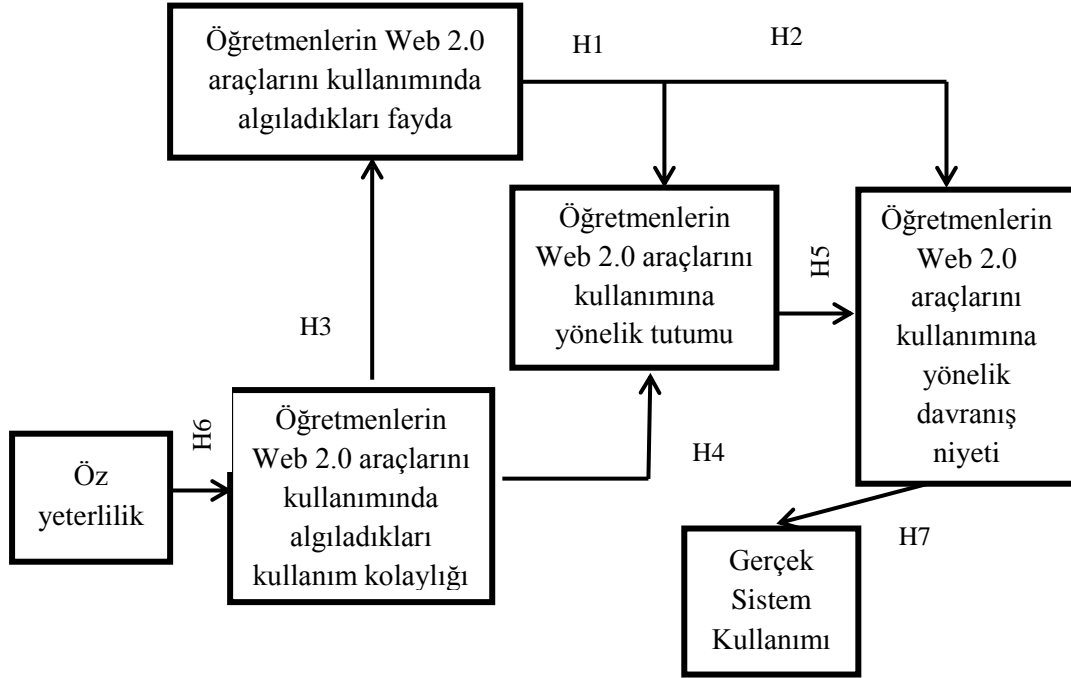 Öğretmenlerin Web 2.0
araçlarını kullanımında
algıladıkları fayda
H1
H2
Öğretmenlerin
Web 2.0 araçlarını
kullanımına
yönelik tutumu
H5
Öğretmenlerin
Web 2.0
araçlarını
kullanımına
yönelik
davranış
niyeti
H3
Öz
yeterlilik
H6
Öğretmenlerin
Web 2.0 araçlarını
kullanımında
algıladıkları
kullanım kolaylığı
H4
H7
Gerçek
Sistem
Kullanımı